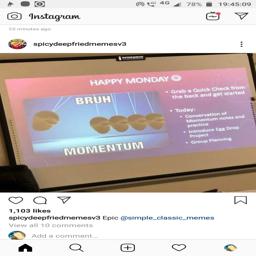 78% 19:45:09
4G
Instagram
10 minutes ago
spicydeepfriedmemesv3
HAPPY MONDAY
BRUH
MOMENTUM
• Grab a Quick Check from
the back and get started
• Today:
• Conservation of
Momentum notes and
practice
• Introduce Egg Drop
Project
• Group Planning
1,103 likes
spicydeepfriedmemesv3 Epic @simple_classic_memes
View all 10 comments
Add a comment...